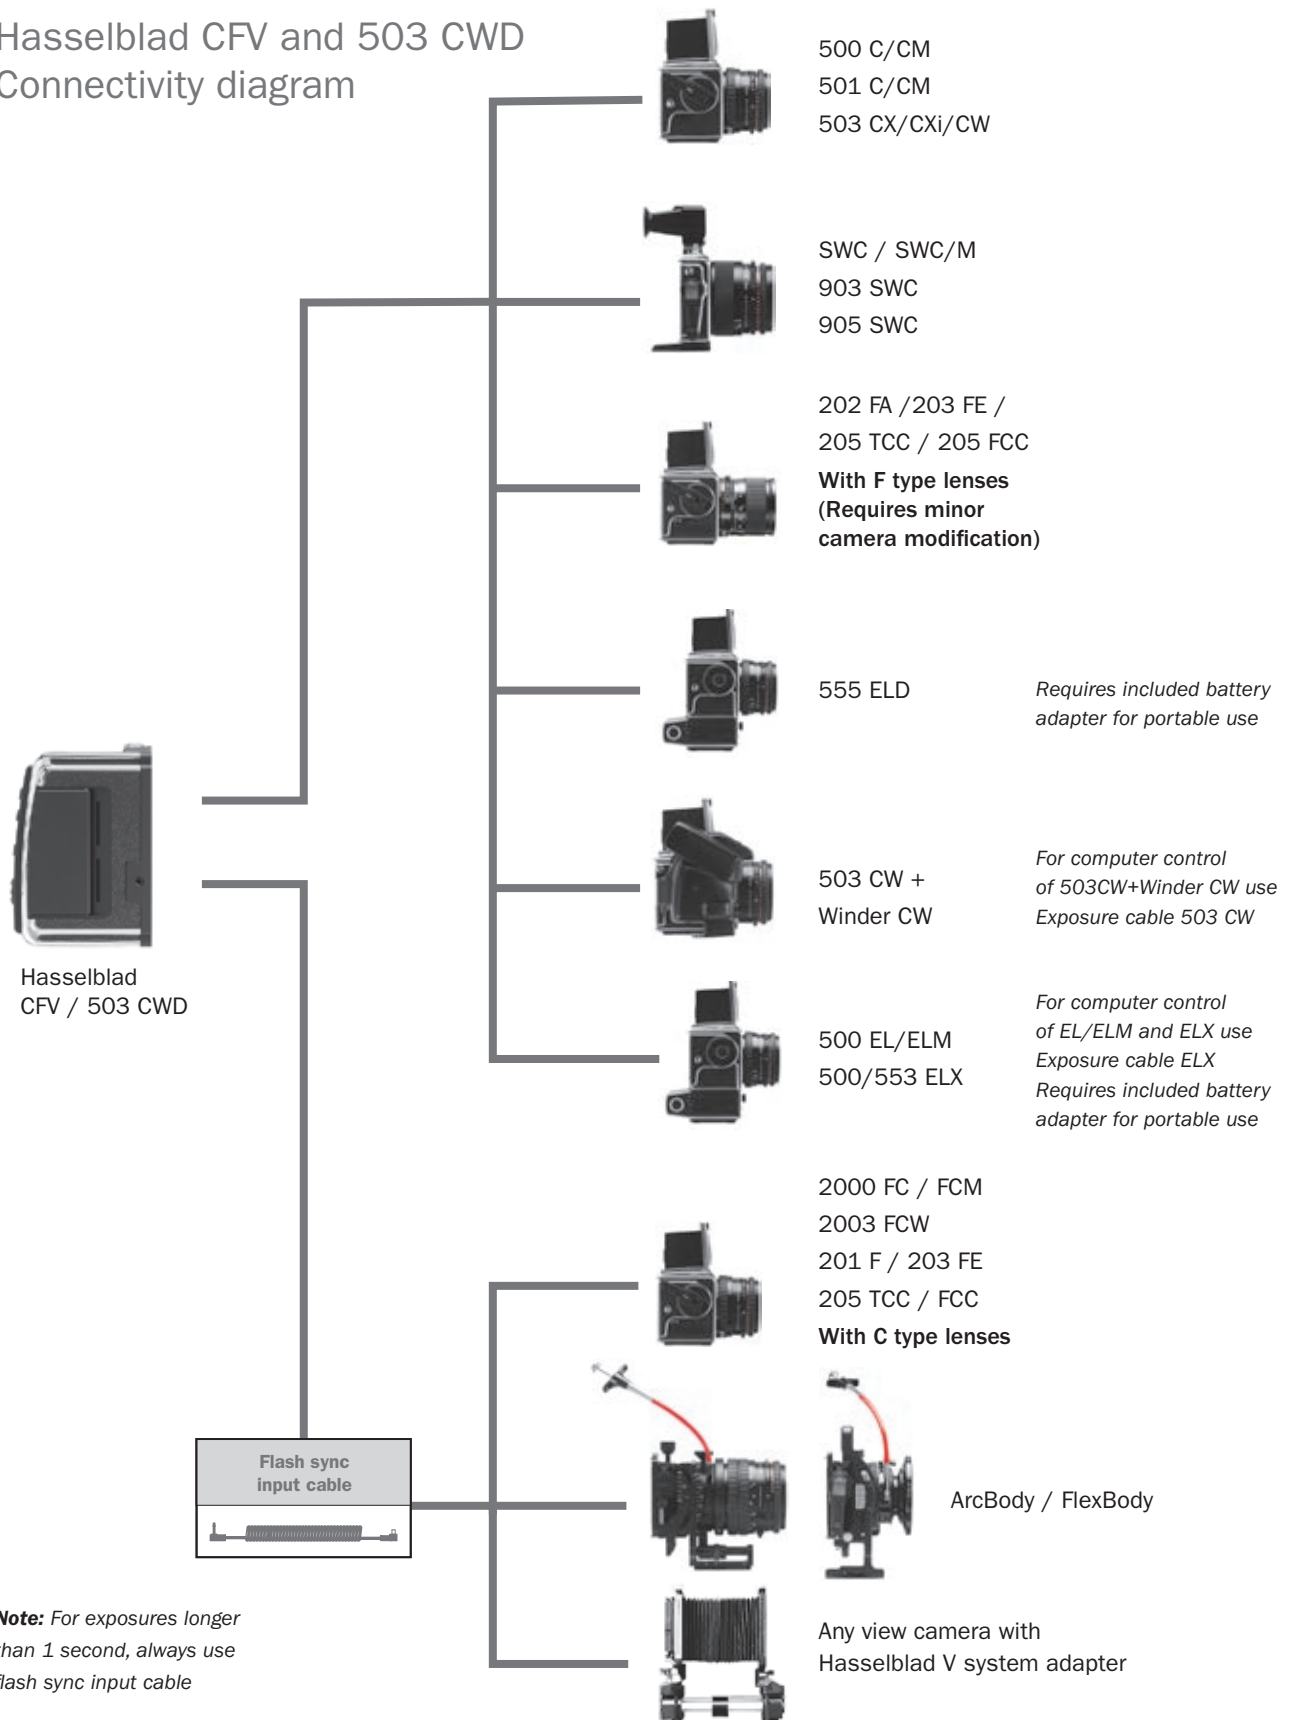 Hasselblad CFV and 503 CWD
Connectivity diagram
500 C/CM
501 C/CM
503 CX/CXi/CW
SWC / SWC/M
903 SWC
905 SWC
202 FA /203 FE /
205 TCC / 205 FCC
With F type lenses
(Requires minor
camera modification)
555 ELD
Requires included battery
adapter for portable use
503 CW +
Winder CW
For computer control
of 503CW+Winder CW use
Exposure cable 503 CW
Hasselblad
CFV / 503 CWD
500 EL/ELM
500/553 ELX
For computer control
of EL/ELM and ELX use
Exposure cable ELX
Requires included battery
adapter for portable use
2000 FC / FCM
2003 FCW
201 F / 203 FE
205 TCC / FCC
With C type lenses
Flash sync
input cable
ArcBody / FlexBody
Note: For exposures longer
than 1 second, always use
flash sync input cable
Any view camera with
Hasselblad V system adapter